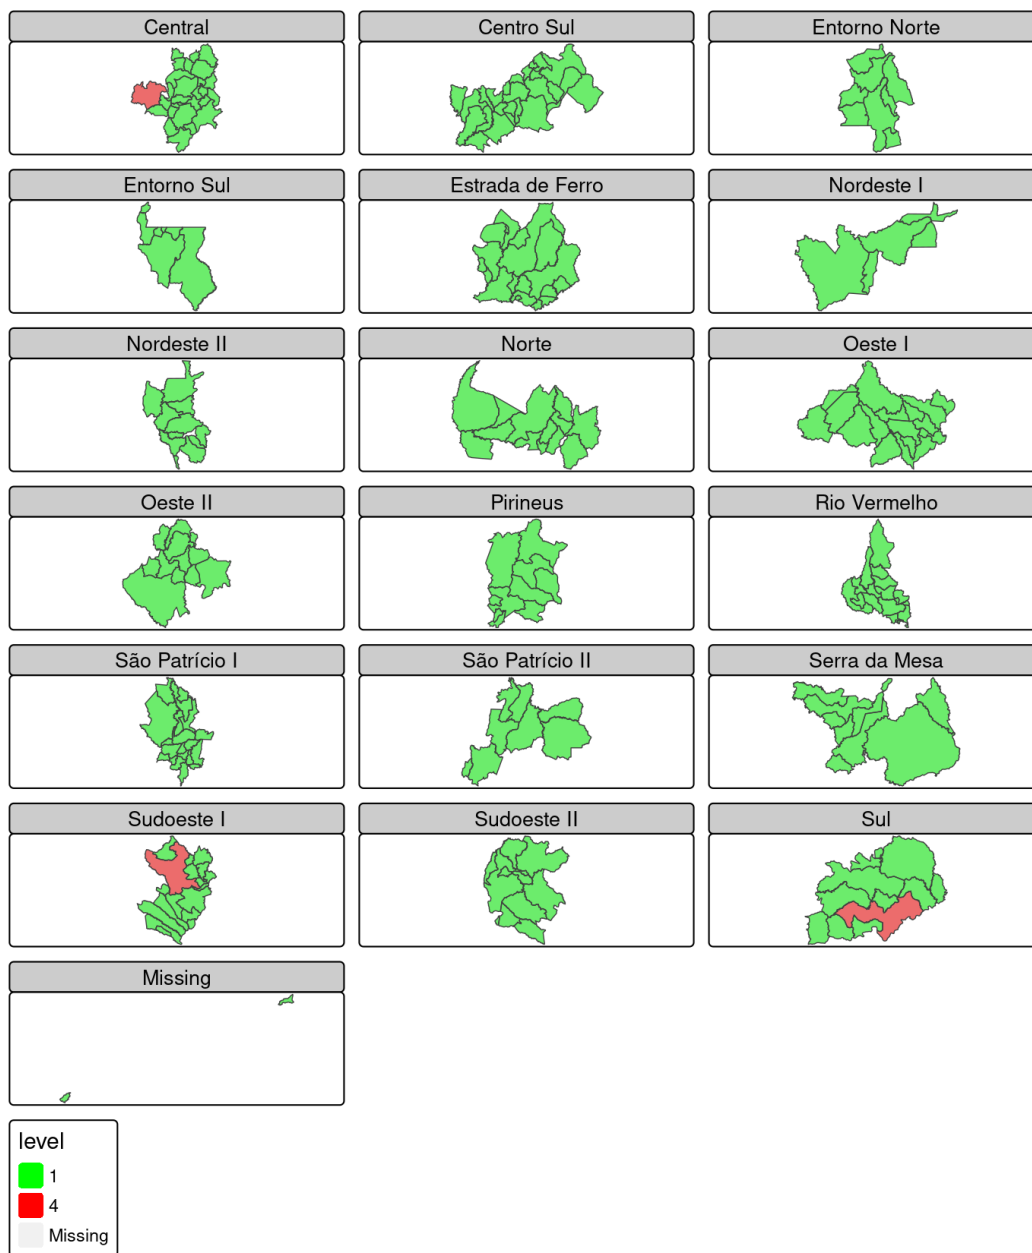 Central
Centro Sul
Entorno Norte
Entorno Sul
Estrada de Ferro
Nordeste I
Nordeste II
Norte
Oeste I
Oeste II
Pirineus
Rio Vermelho
São Patrício I
São Patrício II
Serra da Mesa
Sudoeste I
Sudoeste II
Sul
Missing
level
1
4
Missing